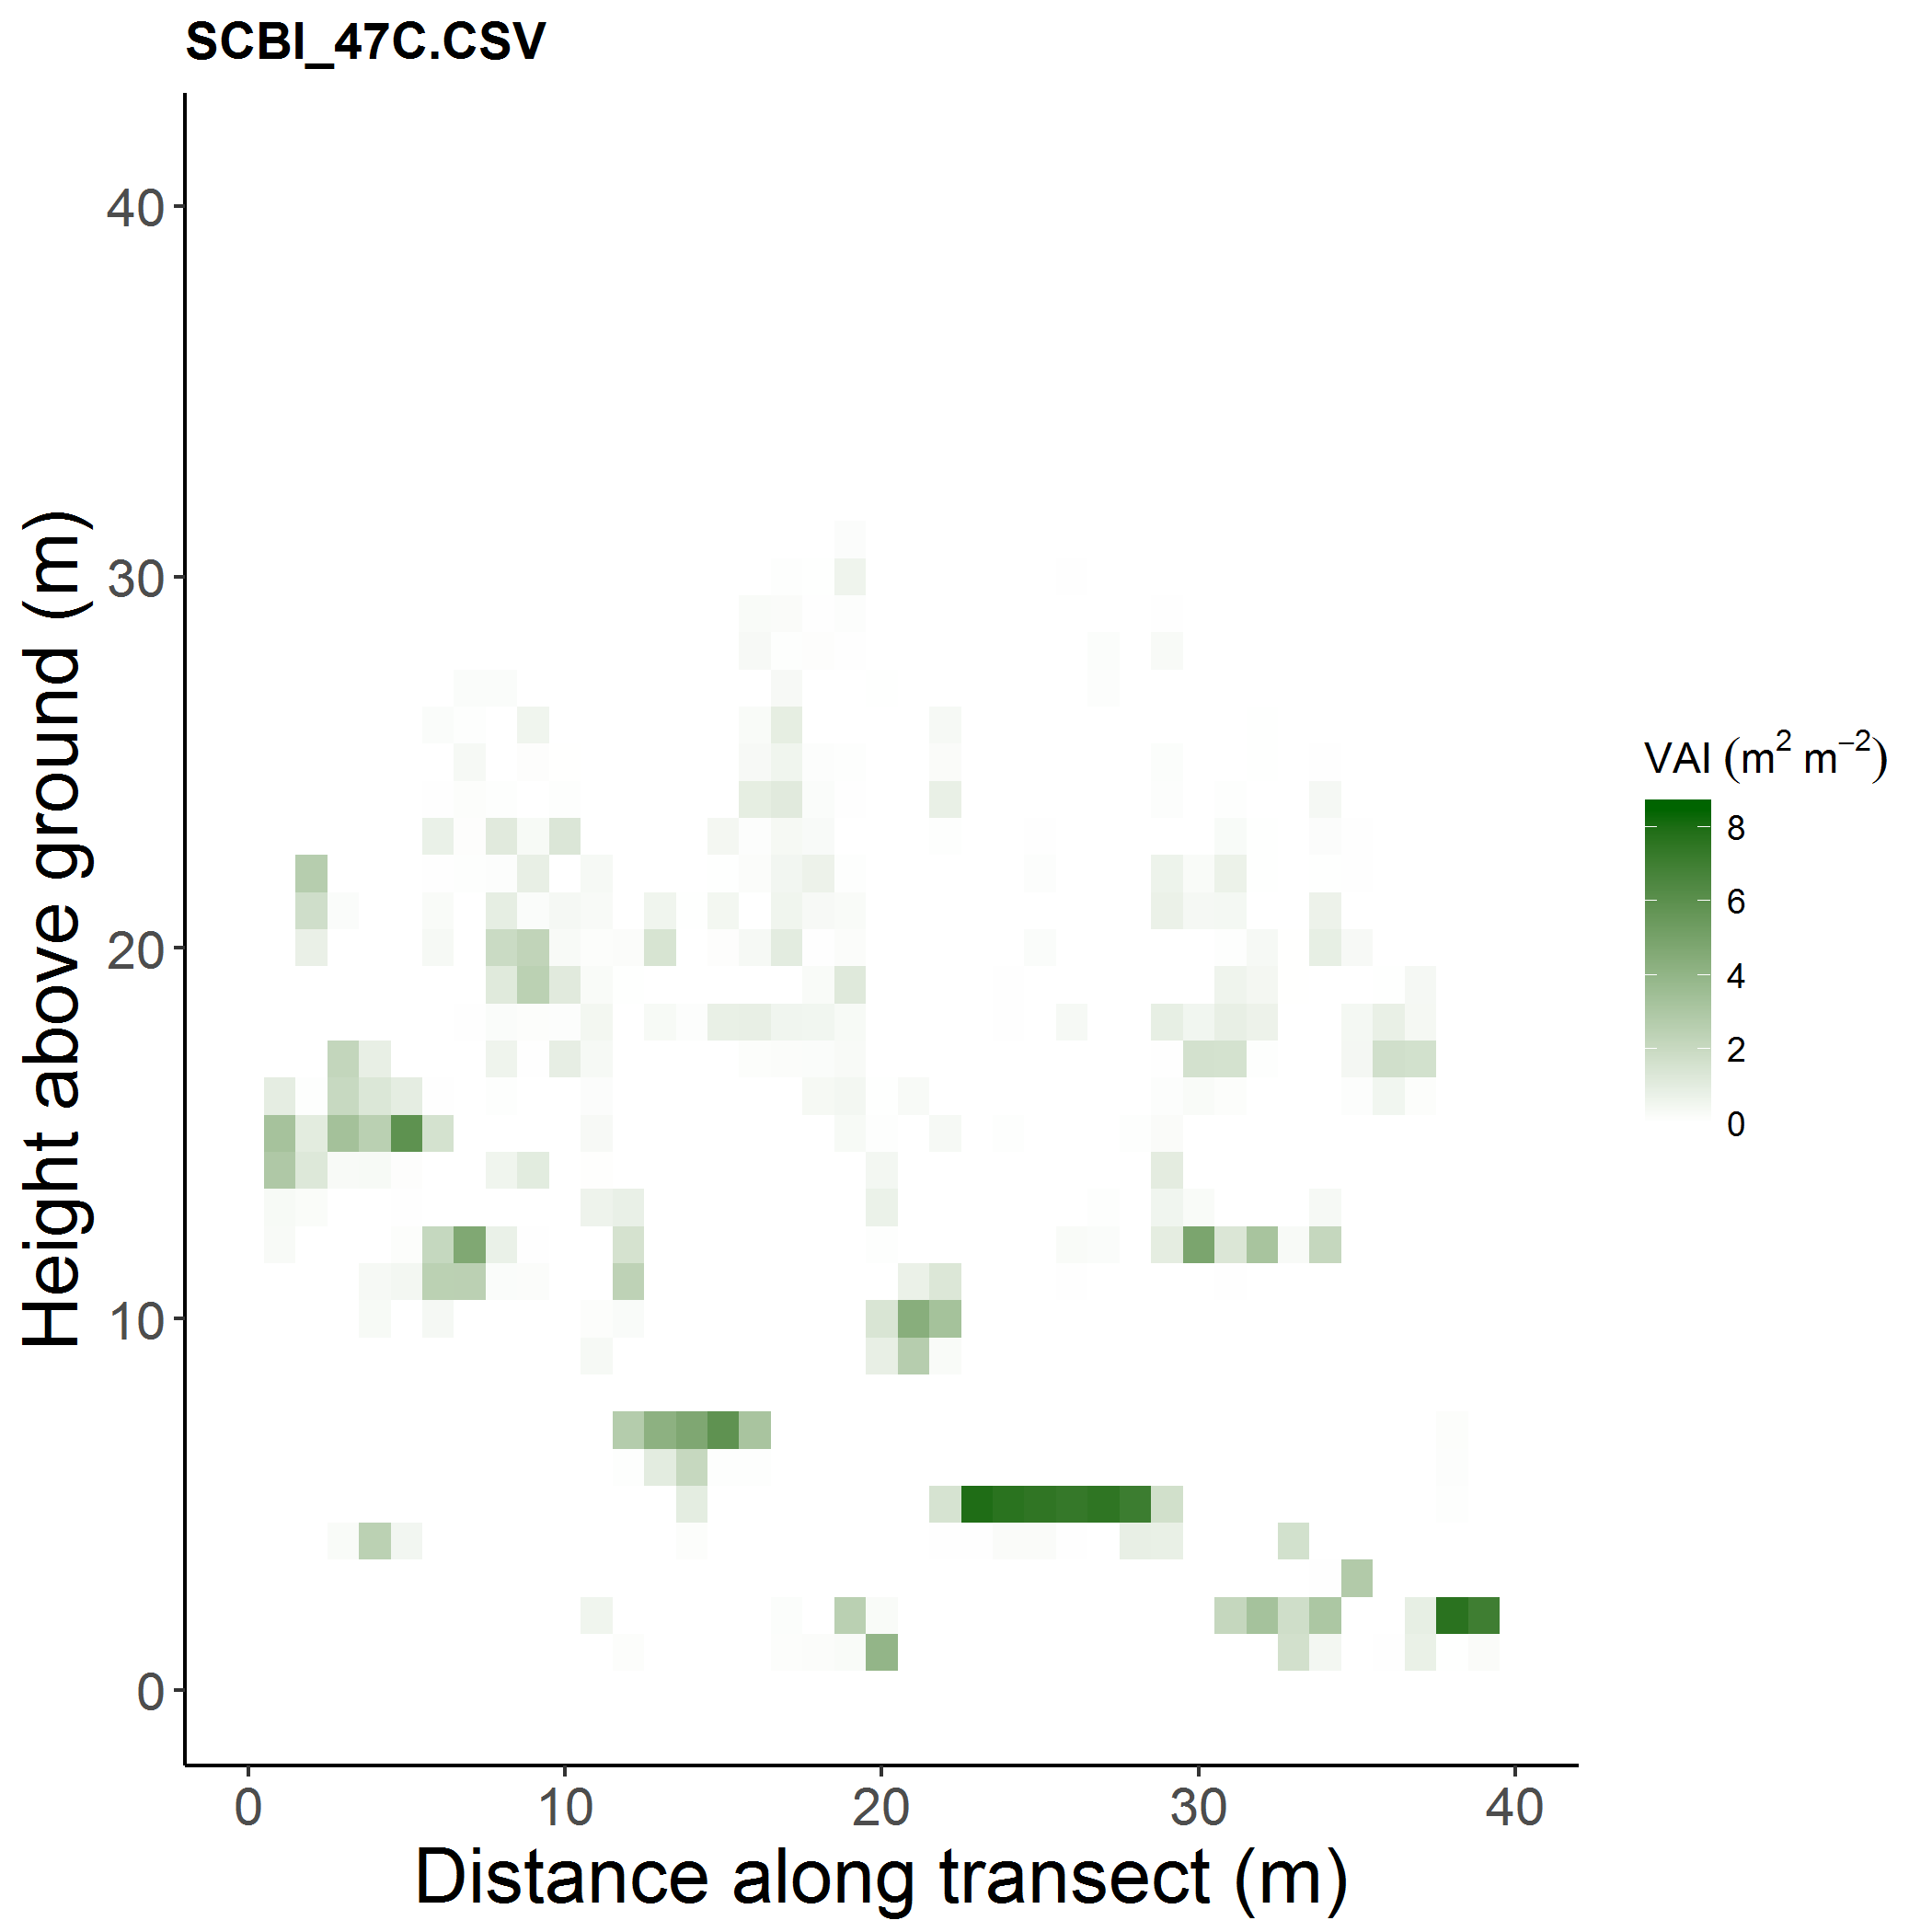 SCBI_47C.CSV
40
30
20
10
0
Height above ground (m)
0 10 20 30 40
Distance along transect (m)
VAI (m² m⁻²)
8
6
4
2
0